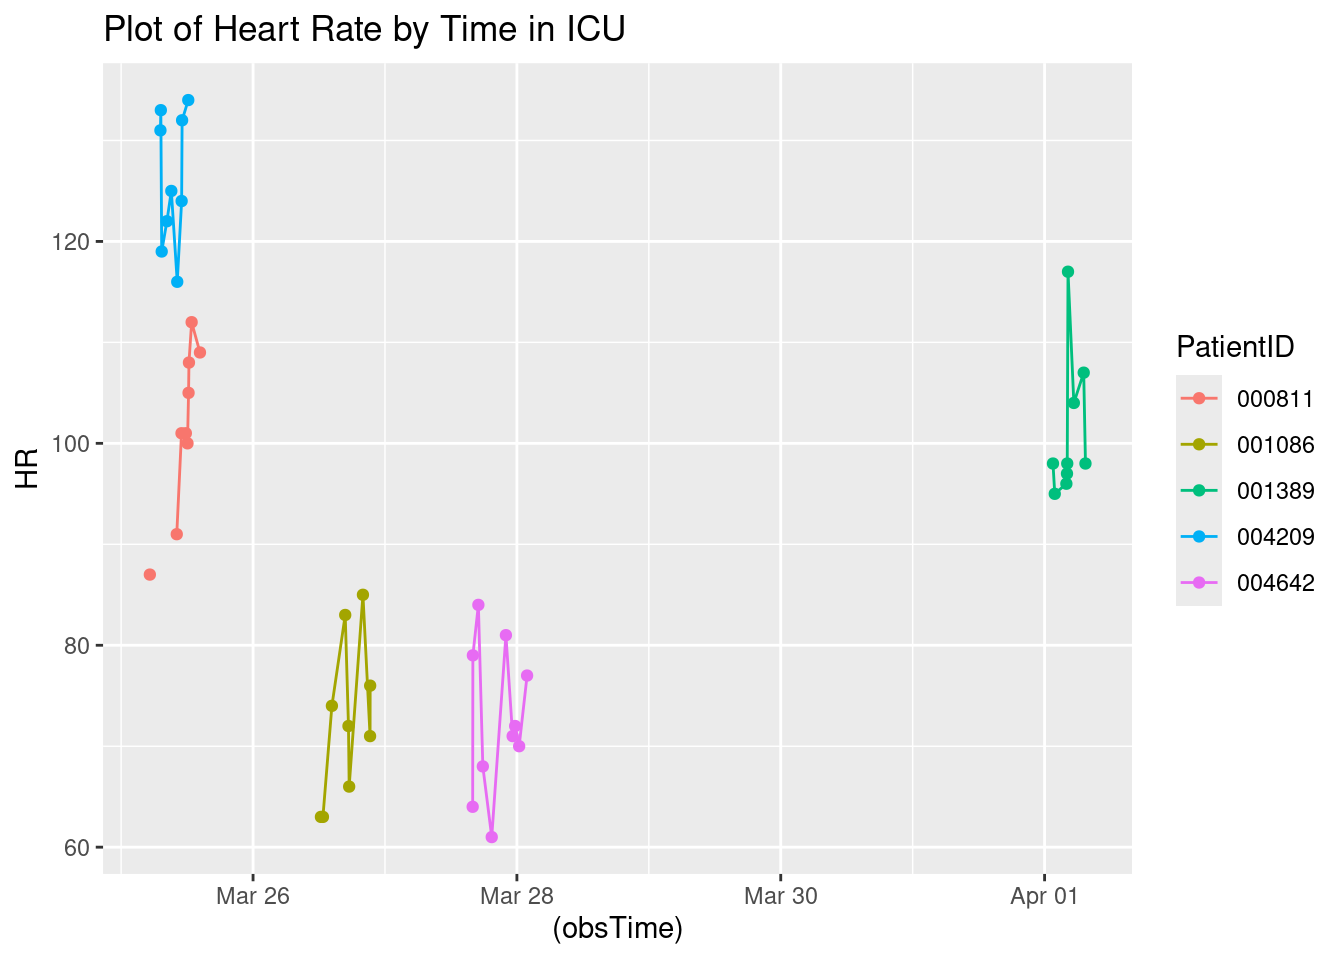 Plot of Heart Rate by Time in ICU
120
100
80
60
HR
Mar 26
Mar 28
Mar 30
Apr 01
(obsTime)
PatientID
000811
001086
001389
004209
004642